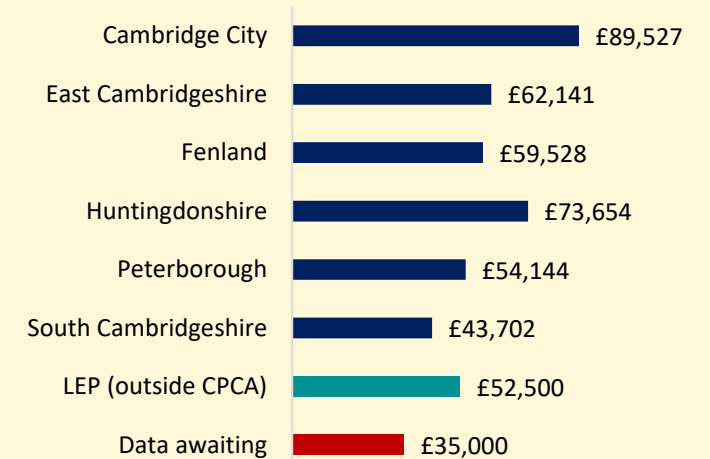 Cambridge City £89,527
East Cambridgeshire £62,141
Fenland £59,528
Huntingdonshire £73,654
Peterborough £54,144
South Cambridgeshire £43,702
LEP (outside CPCA) £52,500
Data awaiting £35,000